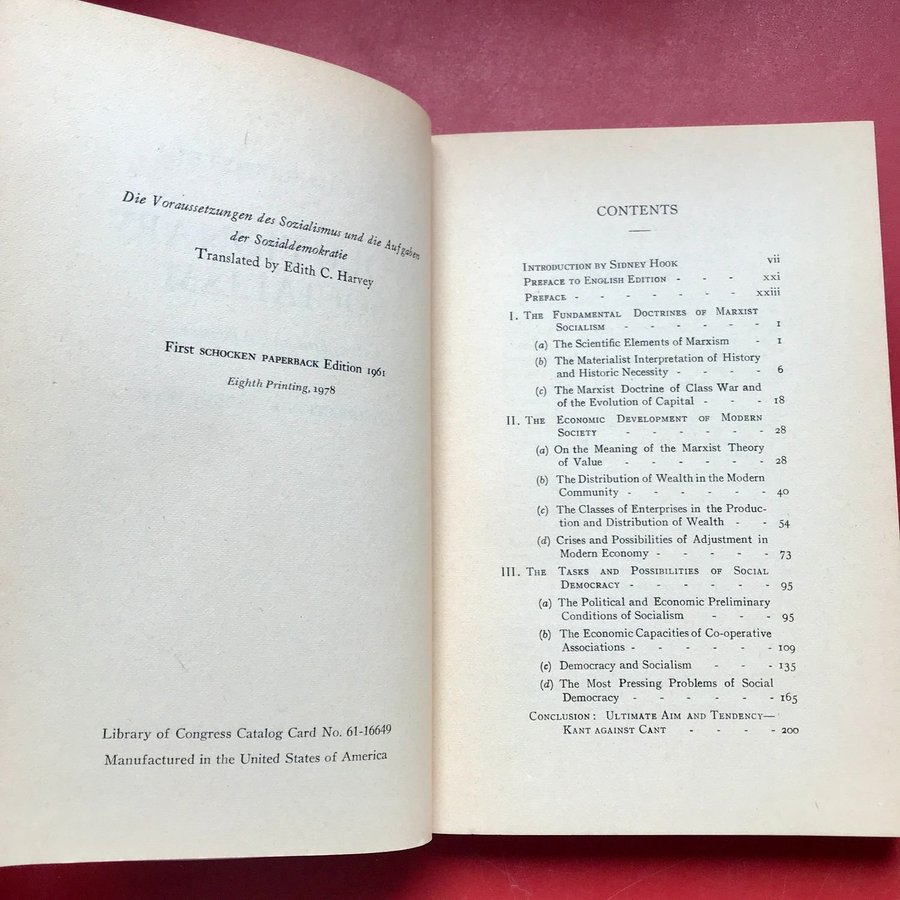 Die Voraussetzungen des Sozialismus und die Aufgaben
der Sozialdemokratie
Translated by Edith C. Harvey
First SCHOCKEN PAPERBACK Edition 1961
Eighth Printing, 1978
Library of Congress Catalog Card No. 61-16649
Manufactured in the United States of America
CONTENTS
INTRODUCTION BY SIDNEY HOOK vii
PREFACE TO ENGLISH EDITION - - - xxi
PREFACE - - - - - - - xxiii
I. THE FUNDAMENTAL DOCTRINES OF MARXIST
SOCIALISM - - - - - - 1
(a) The Scientific Elements of Marxism - 1
(b) The Materialist Interpretation of History
and Historic Necessity - - - - 6
(c) The Marxist Doctrine of Class War and
of the Evolution of Capital - - - 18
II. THE ECONOMIC DEVELOPMENT OF MODERN
SOCIETY - - - - - - 28
(a) On the Meaning of the Marxist Theory
of Value - - - - - - 28
(b) The Distribution of Wealth in the Modern
Community - - - - - - 40
(c) The Classes of Enterprises in the Produc-
tion and Distribution of Wealth - - 54
(d) Crises and Possibilities of Adjustment in
Modern Economy - - - - - 73
III. THE TASKS AND POSSIBILITIES OF SOCIAL
DEMOCRACY - - - - - - 95
(a) The Political and Economic Preliminary
Conditions of Socialism - - - 95
(b) The Economic Capacities of Co-operative
Associations - - - - - - 109
(c) Democracy and Socialism - - - 135
(d) The Most Pressing Problems of Social
Democracy - - - - - - 165
CONCLUSION: ULTIMATE AIM AND TENDENCY—
KANT AGAINST CANT - - - - 200